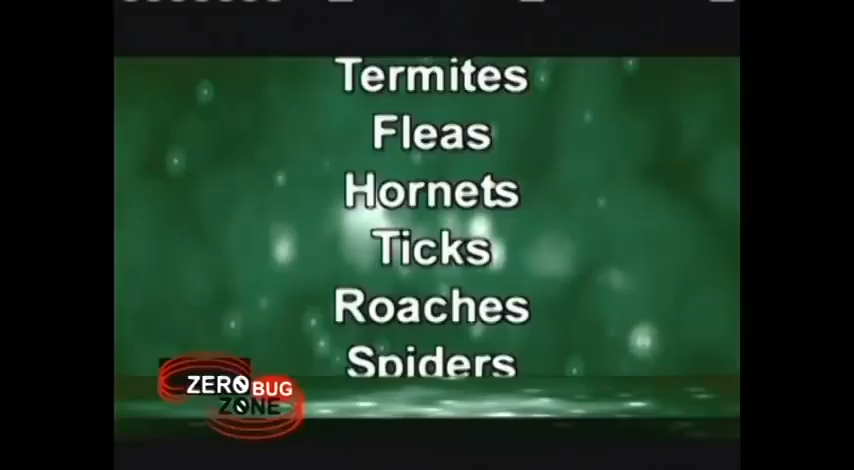 Termites
Fleas
Hornets
Ticks
Roaches
Spiders
ZERO BUG
ZONE